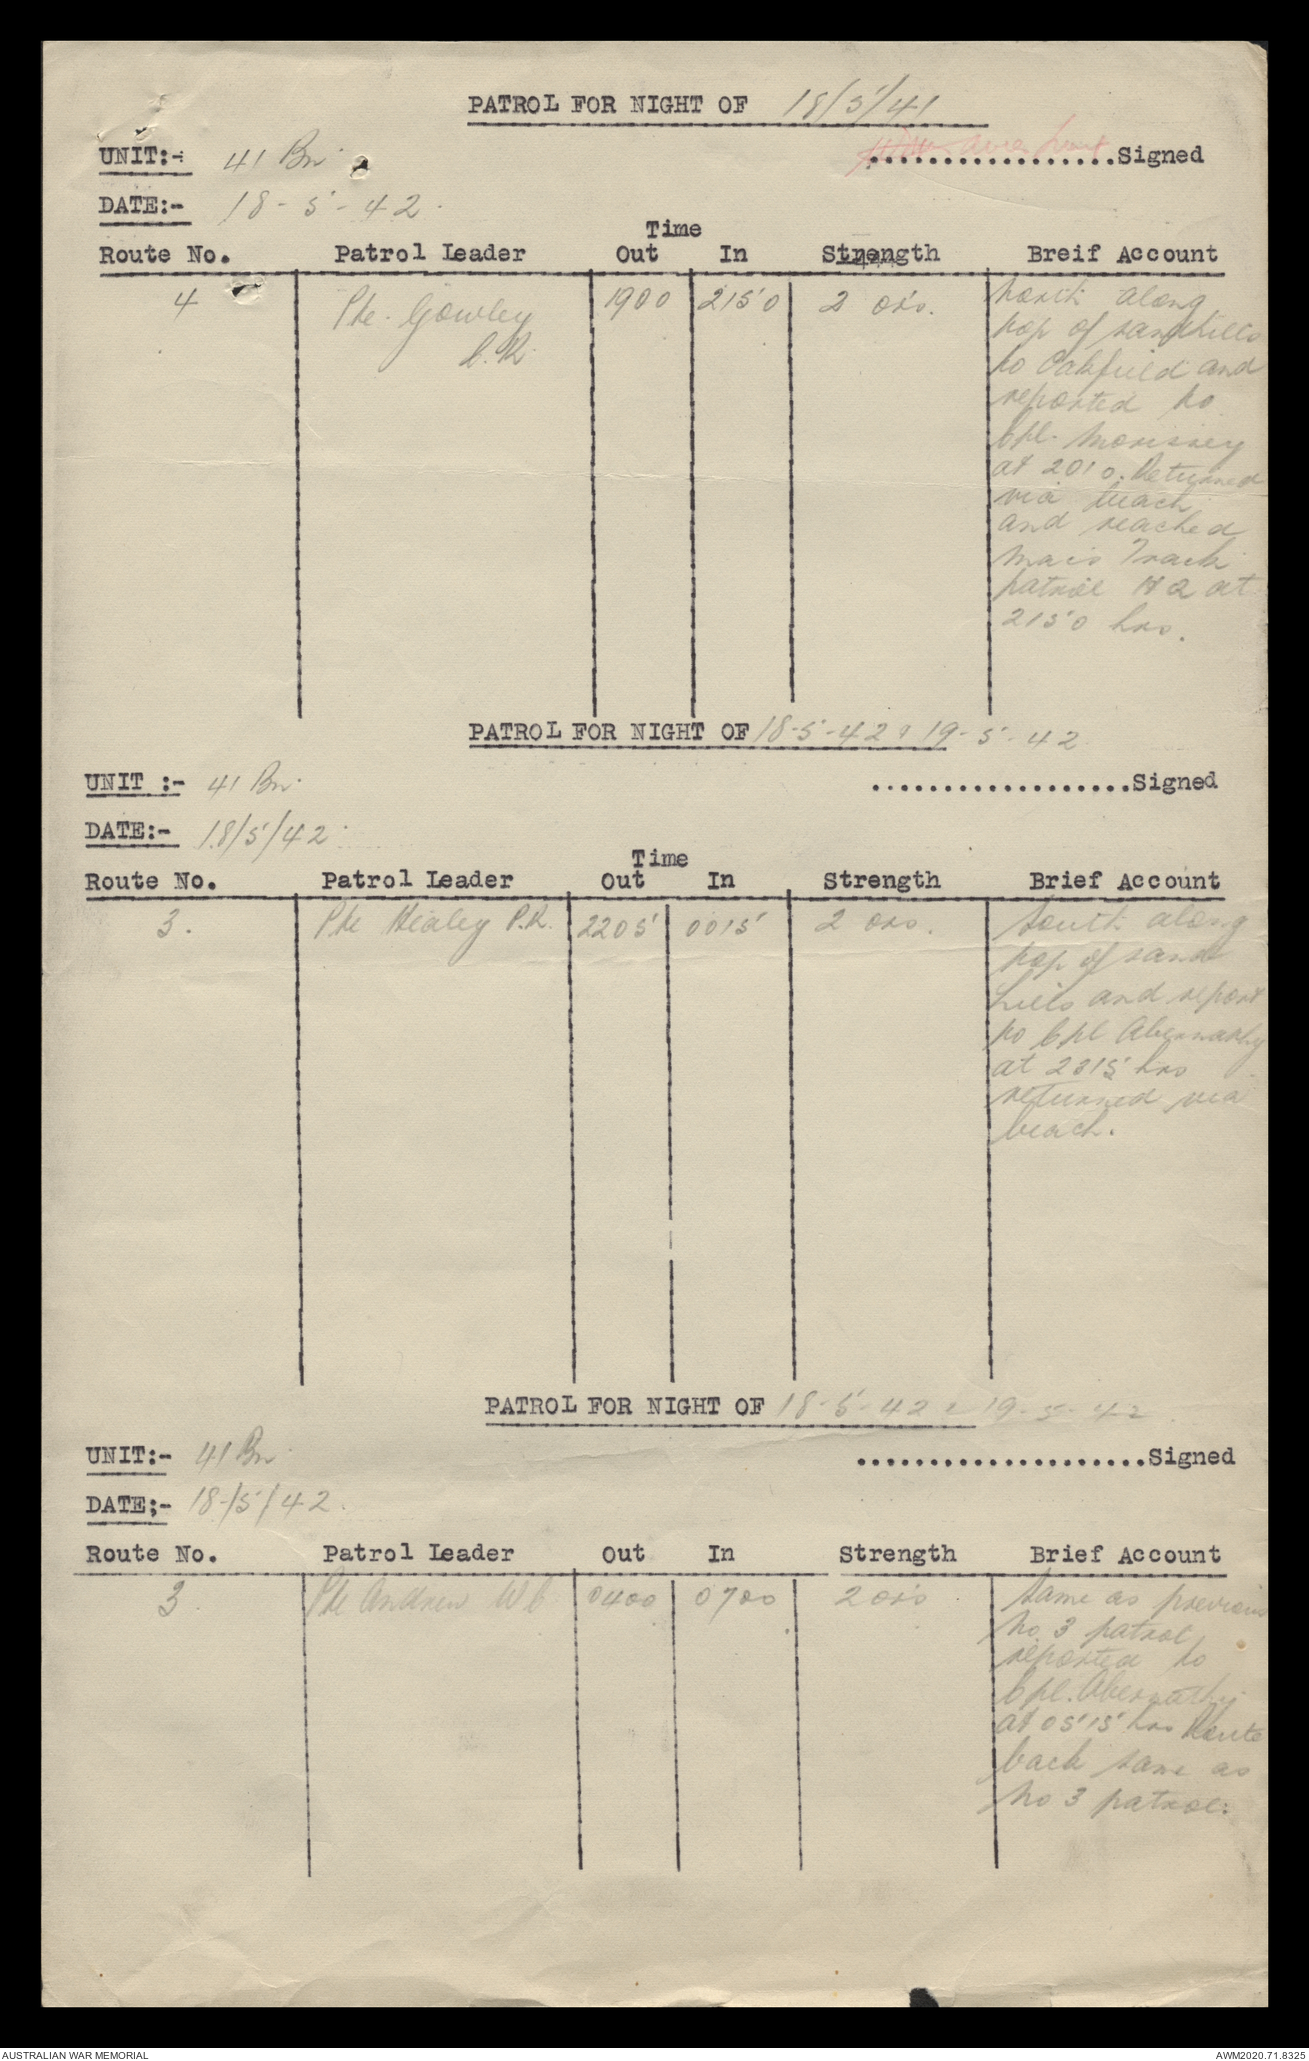 PATROL FOR NIGHT OF 18/5/41
UNIT:- 41 Bn.
..................Signed
DATE:- 18-5-42.
Time
Route No. Patrol Leader Out In Strength Breif Account
4 Pte. Gowley C.R. 1900 2150 2 ors. North along
top of sandhills
to Oakfield and
reported to
Cpl. Morissey
at 2010. Returned
via beach
and reached
Main Track
patrol HQ at
2150 hrs.
PATROL FOR NIGHT OF 18-5-42 & 19-5-42
UNIT :- 41 Bn.
...................Signed
DATE:- 18/5/42.
Time
Route No. Patrol Leader Out In Strength Brief Account
3. Pte Healey P.R. 2205 0015 2 ors. South along
top of sand
hills and report
to Cpl Abernathy
at 2315 hrs
returned via
beach.
PATROL FOR NIGHT OF 18-5-42 & 19-5-42
UNIT:- 41 Bn
.....................Signed
DATE;- 18/5/42.
Route No. Patrol Leader Out In Strength Brief Account
3 Pte Andrew W C 0400 0700 2 ors Same as previous
No. 3 patrol
reported to
Cpl. Abernathy
at 0515 hrs Route
back same as
No 3 patrol.
AUSTRALIAN WAR MEMORIAL
AWM2020.71.8325